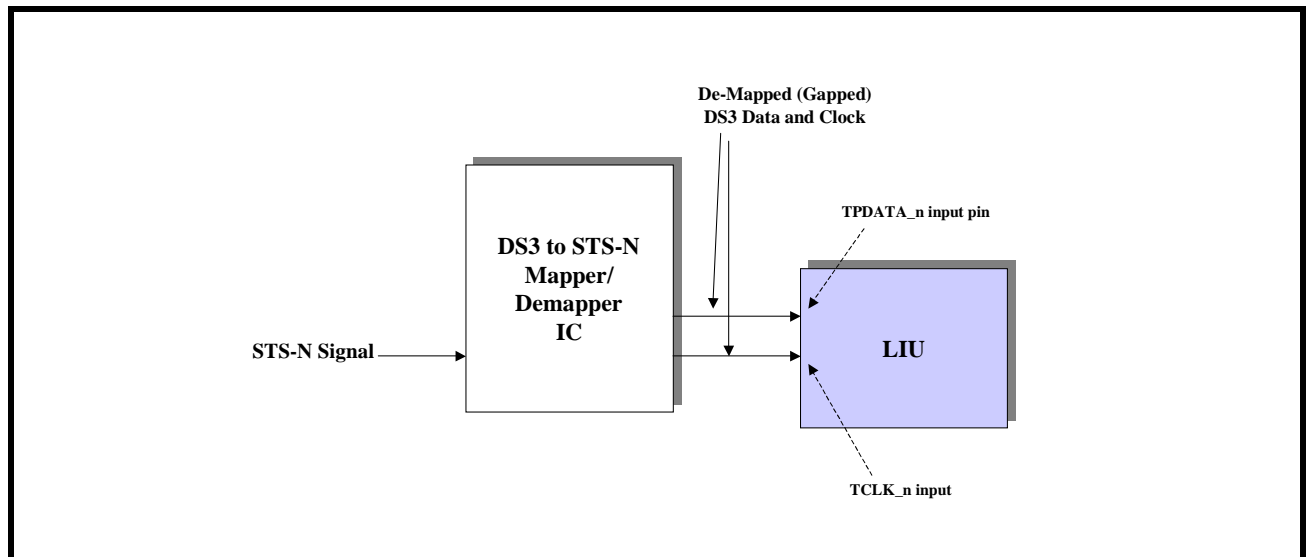 De-Mapped (Gapped)
DS3 Data and Clock
TPDATA_n input pin
DS3 to STS-N
Mapper/
Demapper
IC
STS-N Signal
LIU
TCLK_n input